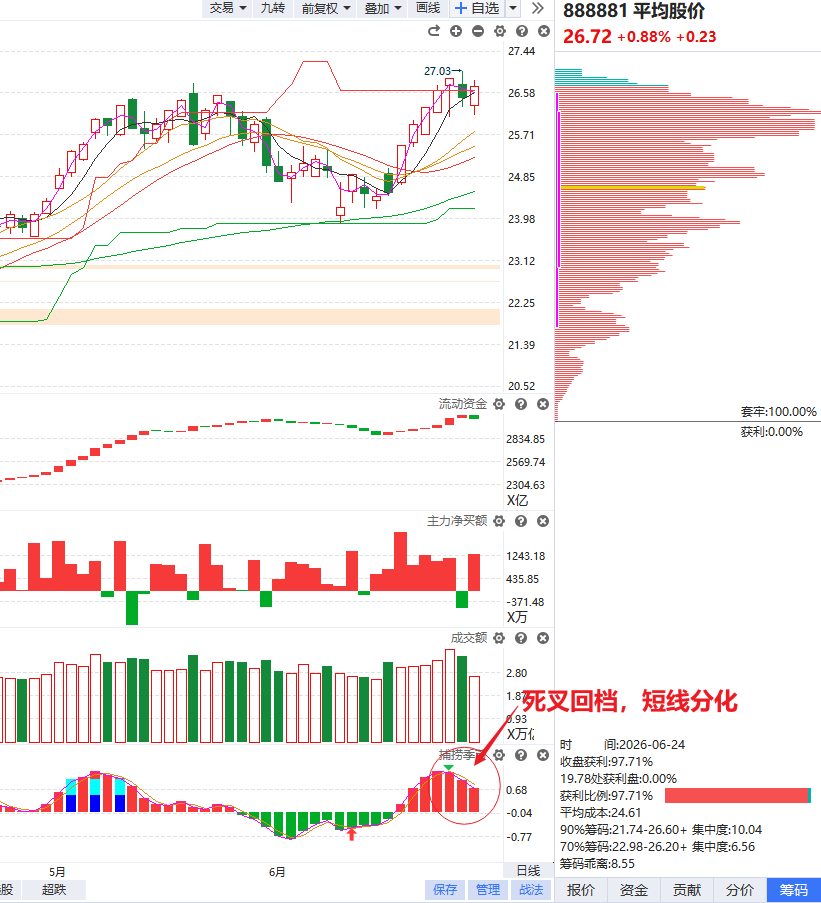 交易 九转 前复权 叠加 画线 +自选
888881 平均股价
26.72 +0.88% +0.23
27.44
27.03
26.58
25.71
24.85
23.98
23.12
22.25
21.39
20.52
套牢:100.00%
获利:0.00%
流动资金
2834.85
2569.74
2304.63
X亿
主力净买额
1243.18
435.85
-371.48
X万
成交额
2.80
1.87
0.93
X万亿
死叉回档，短线分化
捕捞季
0.68
-0.04
-0.77
时 间:2026-06-24
收盘获利:97.71%
19.78处获利盘:0.00%
获利比例:97.71%
平均成本:24.61
90%筹码:21.74-26.60+ 集中度:10.04
70%筹码:22.98-26.20+ 集中度:6.56
筹码乖离:8.55
5月 6月 日线
股 超跌 保存 管理 战法
报价 资金 贡献 分价 筹码